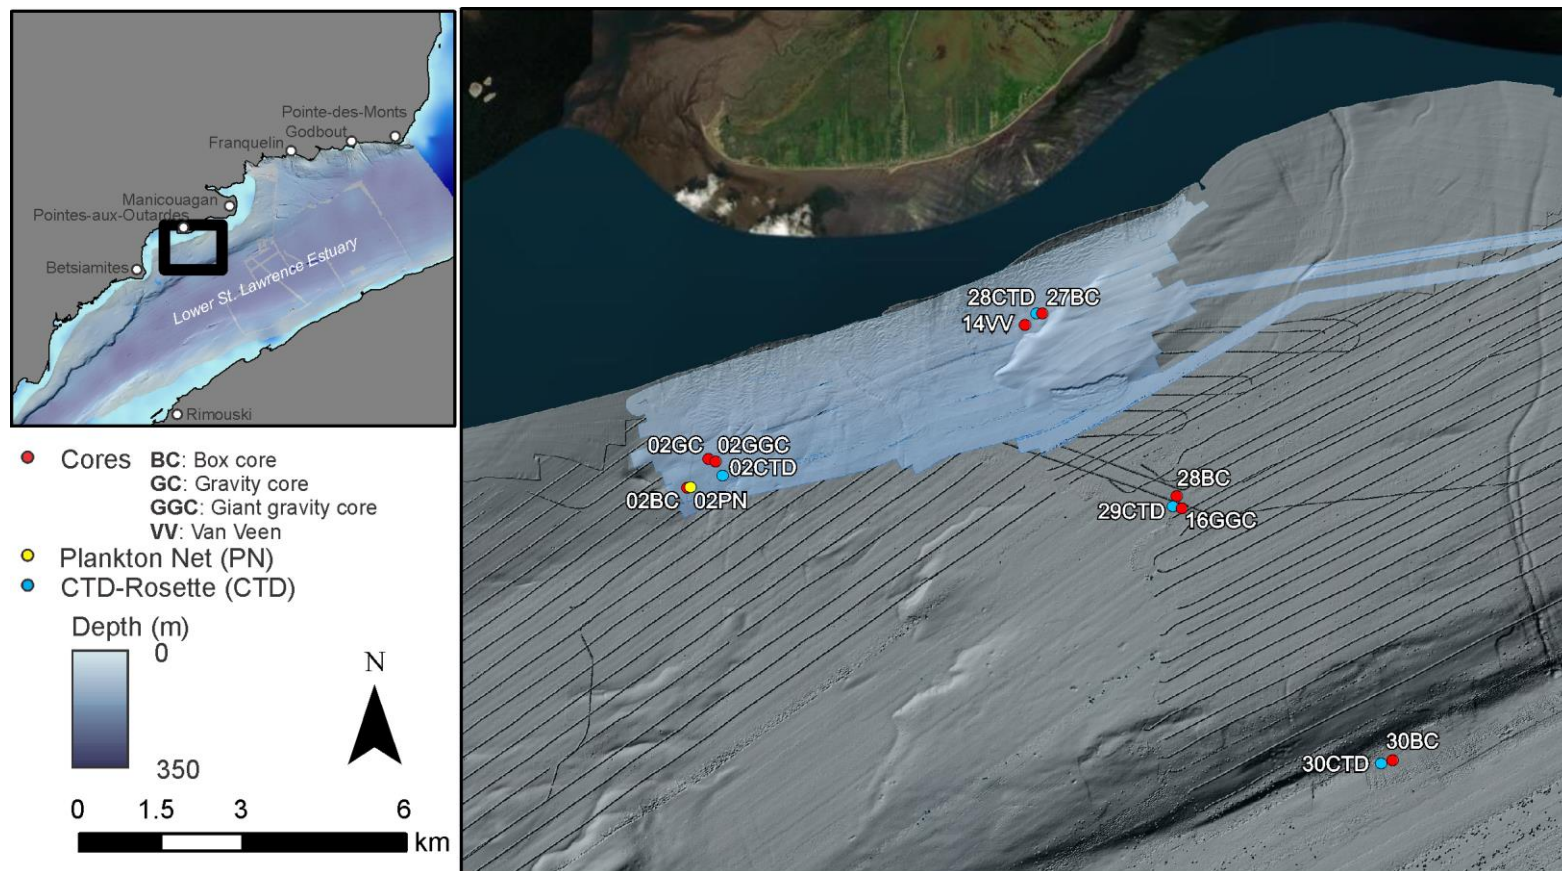 Pointe-des-Monts
Godbout
Franquelin
Manicouagan
Pointes-aux-Outardes
Betsiamites
Lower St. Lawrence Estuary
Rimouski
Cores
BC: Box core
GC: Gravity core
GGC: Giant gravity core
VV: Van Veen
Plankton Net (PN)
CTD-Rosette (CTD)
Depth (m)
0
350
N
0 1.5 3 6
km
28CTD 27BC
14VV
02GC 02GGC
02CTD
02BC 02PN
28BC
29CTD 16GGC
30BC
30CTD